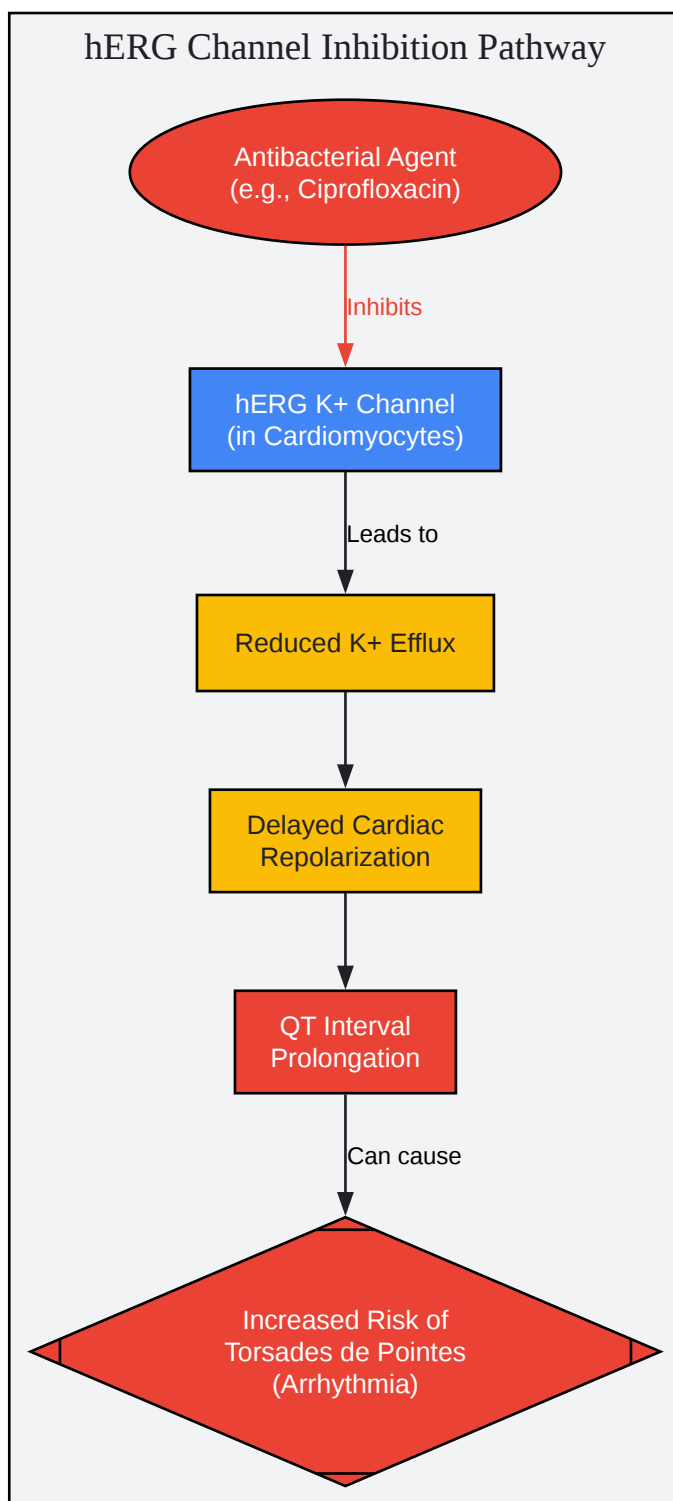 hERG Channel Inhibition Pathway
Antibacterial Agent
(e.g., Ciprofloxacin)
Inhibits
hERG K+ Channel
(in Cardiomyocytes)
Leads to
Reduced K+ Efflux
Delayed Cardiac
Repolarization
QT Interval
Prolongation
Can cause
Increased Risk of
Torsades de Pointes
(Arrhythmia)